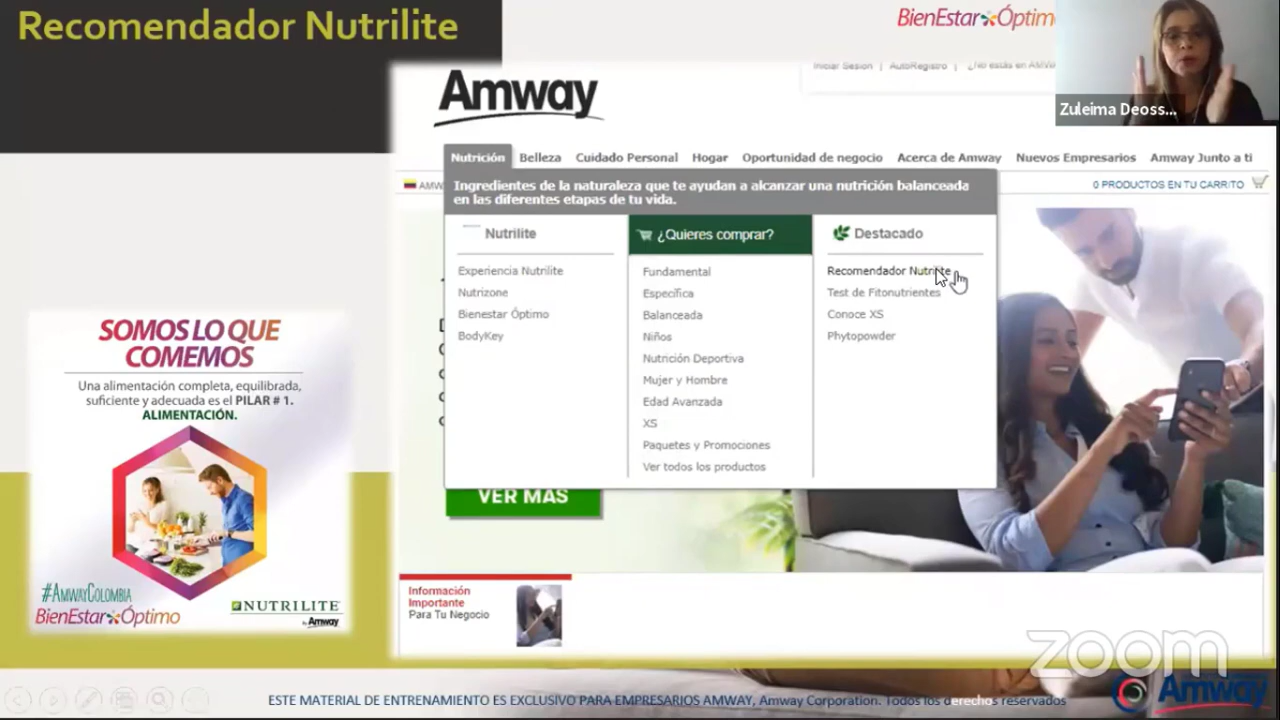 Recomendador Nutrilite
BienEstar Óptimo
Zuleima Deoss...
Amway
Iniciar Sesión | AutoRegistro | ¿No estás en AMW
Nutrición Belleza Cuidado Personal Hogar Oportunidad de negocio Acerca de Amway Nuevos Empresarios Amway Junto a ti
AMW
0 PRODUCTOS EN TU CARRITO
Ingredientes de la naturaleza que te ayudan a alcanzar una nutrición balanceada
en las diferentes etapas de tu vida.
Nutrilite
Experiencia Nutrilite
Nutrizone
Bienestar Óptimo
BodyKey
¿Quieres comprar?
Fundamental
Específica
Balanceada
Niños
Nutrición Deportiva
Mujer y Hombre
Edad Avanzada
XS
Paquetes y Promociones
Ver todos los productos
Destacado
Recomendador Nutrilite
Test de Fitonutrientes
Conoce XS
Phytopowder
VER MAS
Información
Importante
Para Tu Negocio
SOMOS LO QUE
COMEMOS
Una alimentación completa, equilibrada,
suficiente y adecuada es el PILAR # 1.
ALIMENTACIÓN.
#AMWAYCOLOMBIA
BienEstar Óptimo
NUTRILITE
by Amway
zoom
ESTE MATERIAL DE ENTRENAMIENTO ES EXCLUSIVO PARA EMPRESARIOS AMWAY, Amway Corporation. Todos los derechos reservados
Amway